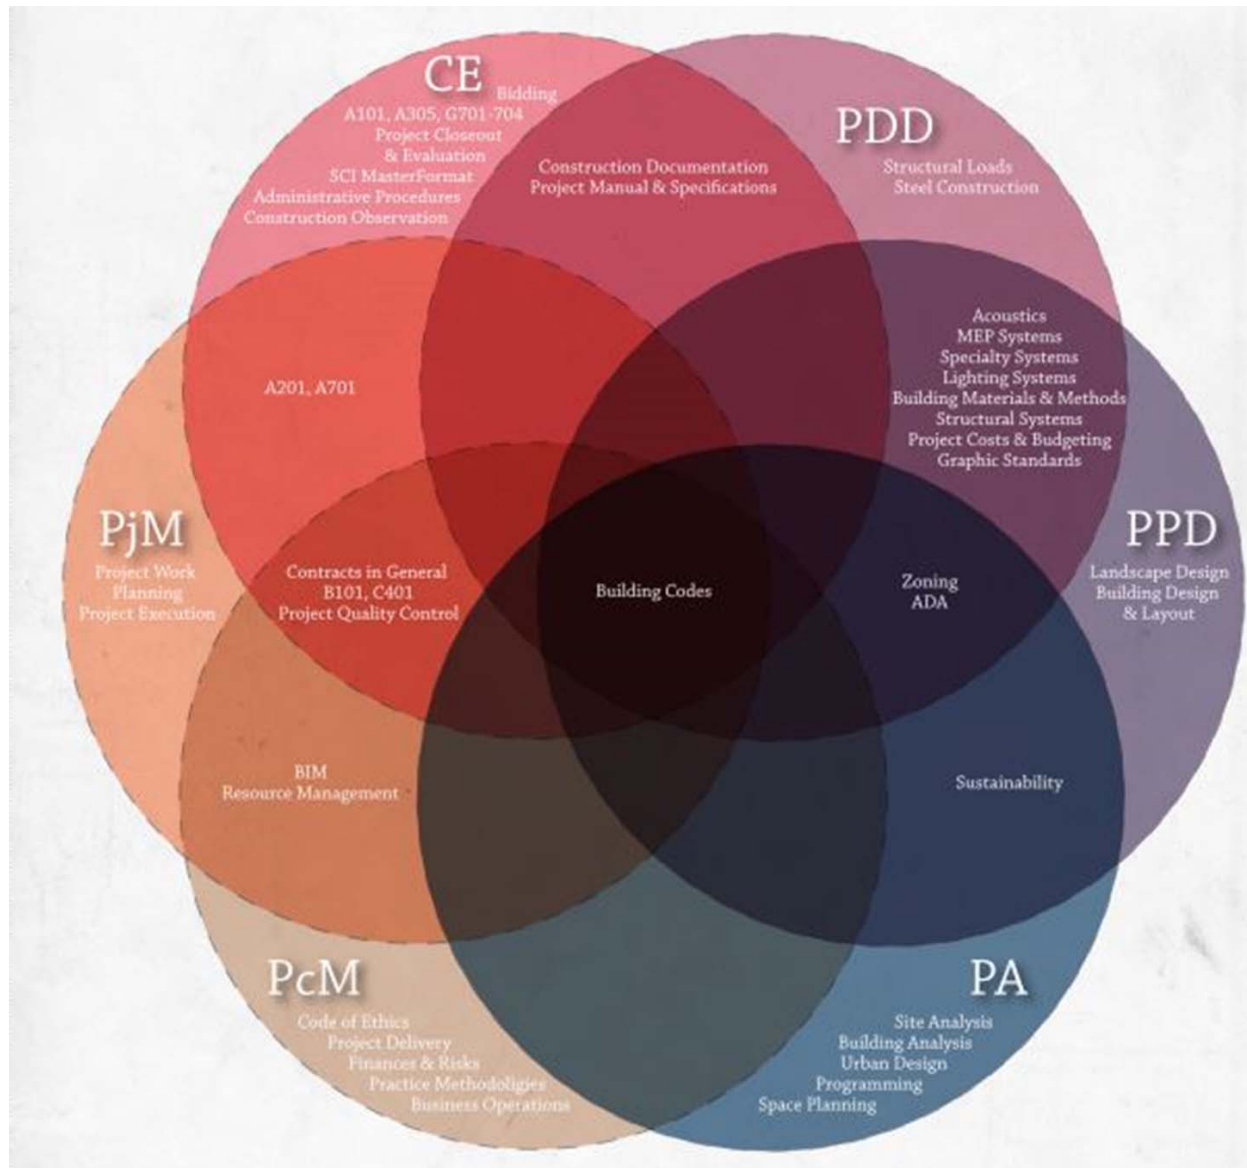 CE
Bidding
A101, A305, G701-704
Project Closeout
& Evaluation
SCI MasterFormat
Administrative Procedures
Construction Observation
Construction Documentation
Project Manual & Specifications
PDD
Structural Loads
Steel Construction
Acoustics
MEP Systems
Specialty Systems
Lighting Systems
Building Materials & Methods
Structural Systems
Project Costs & Budgeting
Graphic Standards
A201, A701
PjM
Project Work
Planning
Project Execution
Contracts in General
B101, C401
Project Quality Control
Building Codes
Zoning
ADA
PPD
Landscape Design
Building Design
& Layout
BIM
Resource Management
Sustainability
PcM
Code of Ethics
Project Delivery
Finances & Risks
Practice Methodoligies
Business Operations
PA
Site Analysis
Building Analysis
Urban Design
Programming
Space Planning